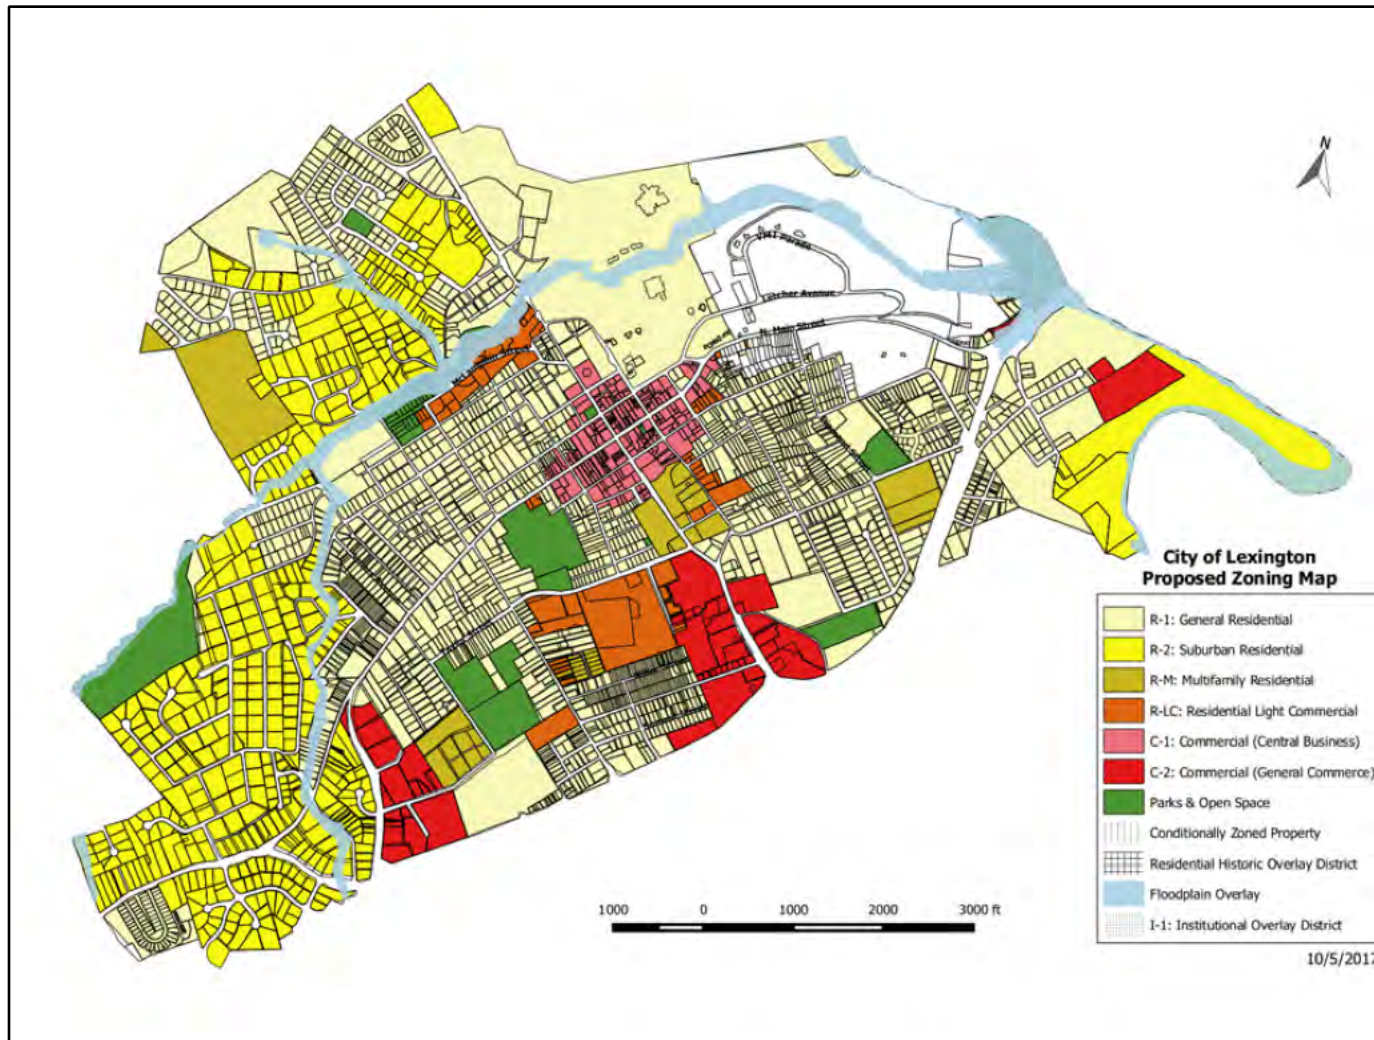 N
VMI Parade
Letcher Avenue
N. Main Street
City of Lexington
Proposed Zoning Map
R-1: General Residential
R-2: Suburban Residential
R-M: Multifamily Residential
R-LC: Residential Light Commercial
C-1: Commercial (Central Business)
C-2: Commercial (General Commerce)
Parks & Open Space
Conditionally Zoned Property
Residential Historic Overlay District
Floodplain Overlay
I-1: Institutional Overlay District
1000 0 1000 2000 3000 ft
10/5/2017